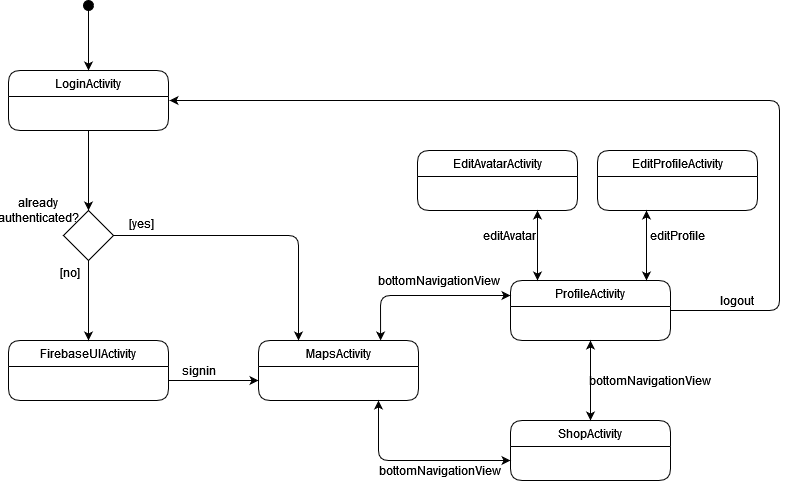 LoginActivity
EditAvatarActivity
EditProfileActivity
already
authenticated?
[yes]
editAvatar
editProfile
[no]
bottomNavigationView
ProfileActivity
logout
FirebaseUIActivity
signin
MapsActivity
bottomNavigationView
ShopActivity
bottomNavigationView